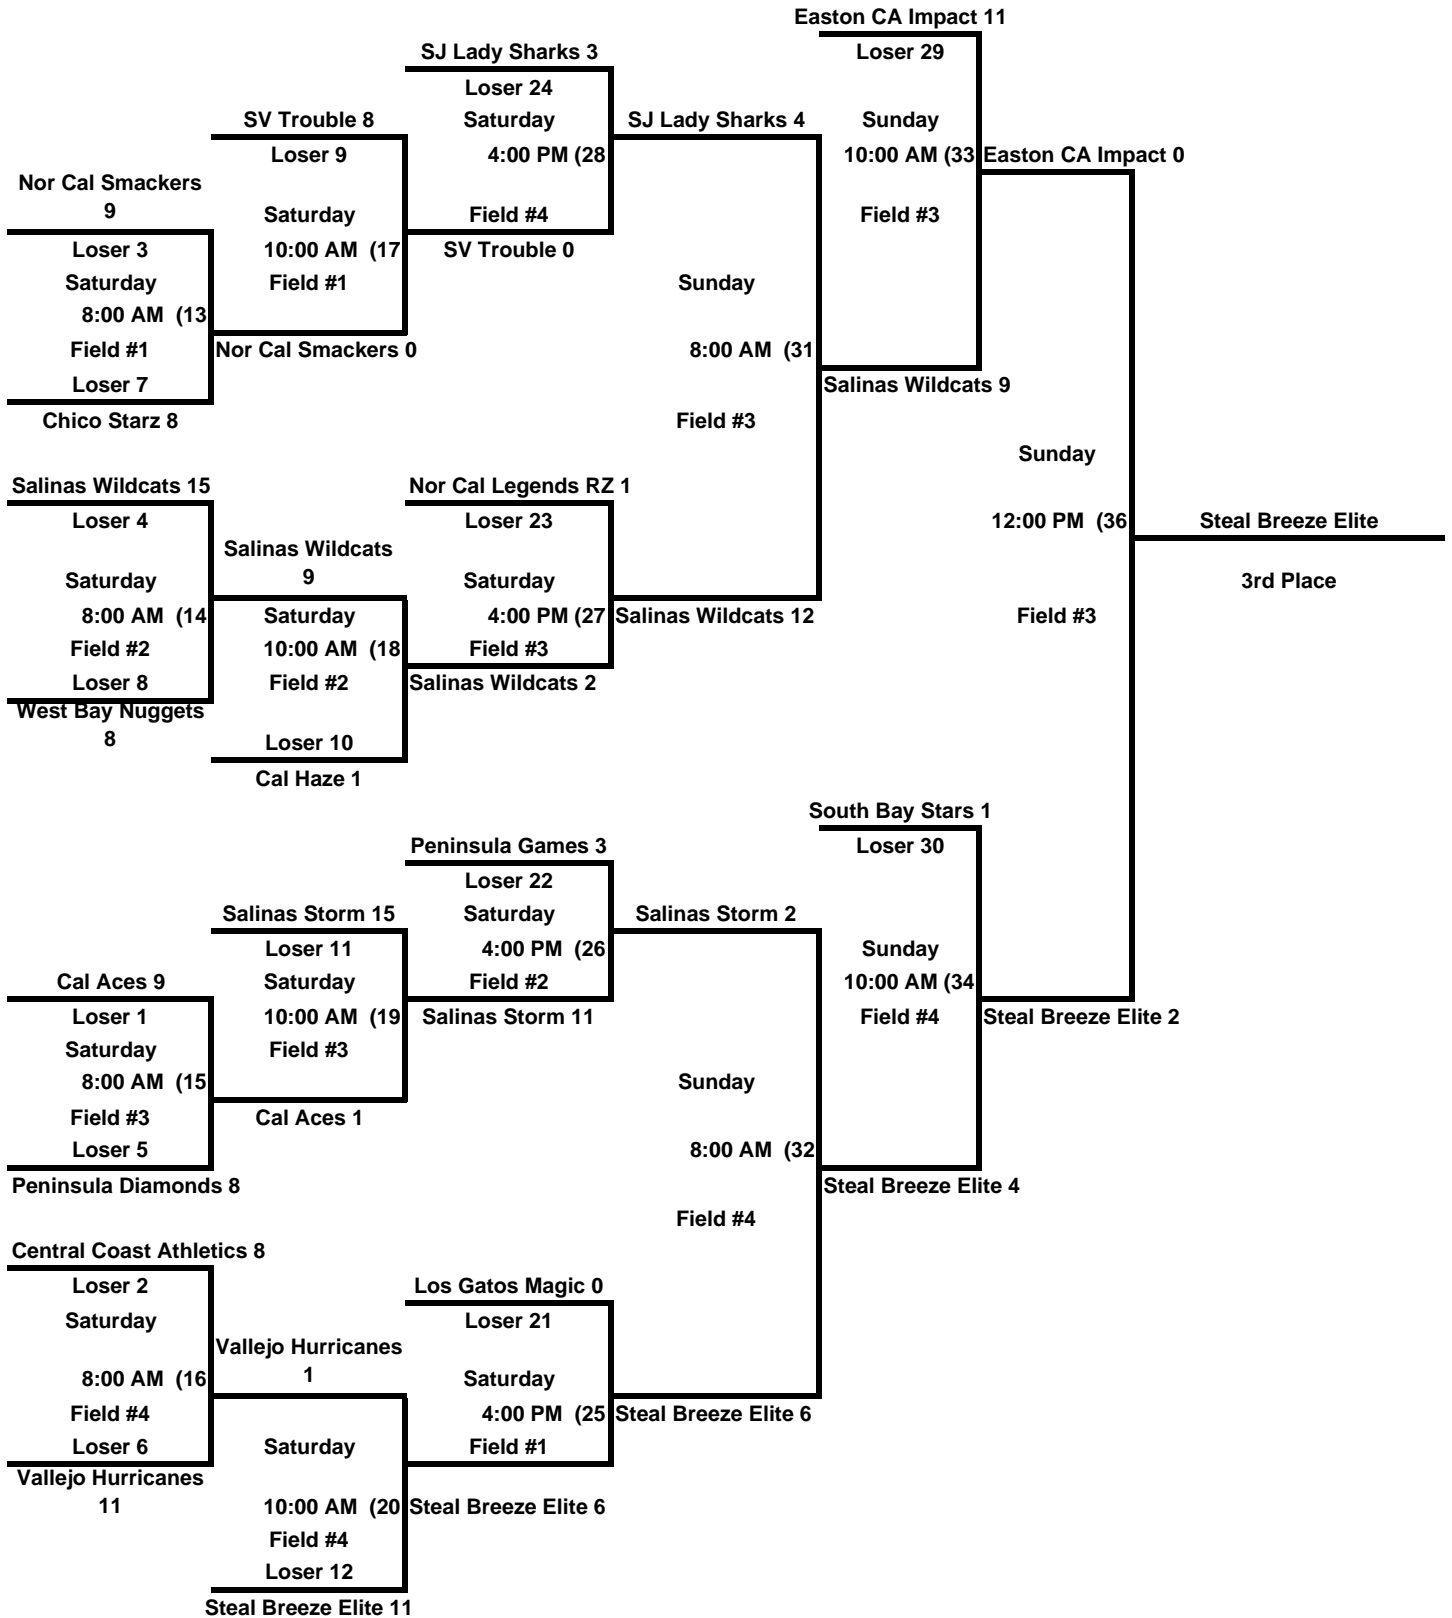 Easton CA Impact 11
SJ Lady Sharks 3
Loser 29
Loser 24
SV Trouble 8
Saturday
SJ Lady Sharks 4
Sunday
Loser 9
4:00 PM (28
10:00 AM (33
Easton CA Impact 0
Nor Cal Smackers
9
Saturday
Field #4
Field #3
Loser 3
10:00 AM (17
SV Trouble 0
Saturday
Field #1
Sunday
8:00 AM (13
Field #1
Nor Cal Smackers 0
8:00 AM (31
Loser 7
Salinas Wildcats 9
Chico Starz 8
Field #3
Sunday
Salinas Wildcats 15
Nor Cal Legends RZ 1
Loser 4
Loser 23
12:00 PM (36
Steal Breeze Elite
Salinas Wildcats
9
Saturday
Saturday
3rd Place
8:00 AM (14
Saturday
4:00 PM (27
Salinas Wildcats 12
Field #3
Field #2
10:00 AM (18
Field #3
Loser 8
Field #2
Salinas Wildcats 2
West Bay Nuggets
8
Loser 10
Cal Haze 1
South Bay Stars 1
Peninsula Games 3
Loser 30
Loser 22
Salinas Storm 15
Saturday
Salinas Storm 2
Loser 11
4:00 PM (26
Sunday
Cal Aces 9
Saturday
Field #2
10:00 AM (34
Loser 1
10:00 AM (19
Salinas Storm 11
Field #4
Steal Breeze Elite 2
Saturday
Field #3
8:00 AM (15
Sunday
Field #3
Cal Aces 1
Loser 5
8:00 AM (32
Peninsula Diamonds 8
Steal Breeze Elite 4
Field #4
Central Coast Athletics 8
Loser 2
Los Gatos Magic 0
Saturday
Loser 21
Vallejo Hurricanes
1
8:00 AM (16
Saturday
Field #4
4:00 PM (25
Steal Breeze Elite 6
Loser 6
Saturday
Field #1
Vallejo Hurricanes
11
10:00 AM (20
Steal Breeze Elite 6
Field #4
Loser 12
Steal Breeze Elite 11